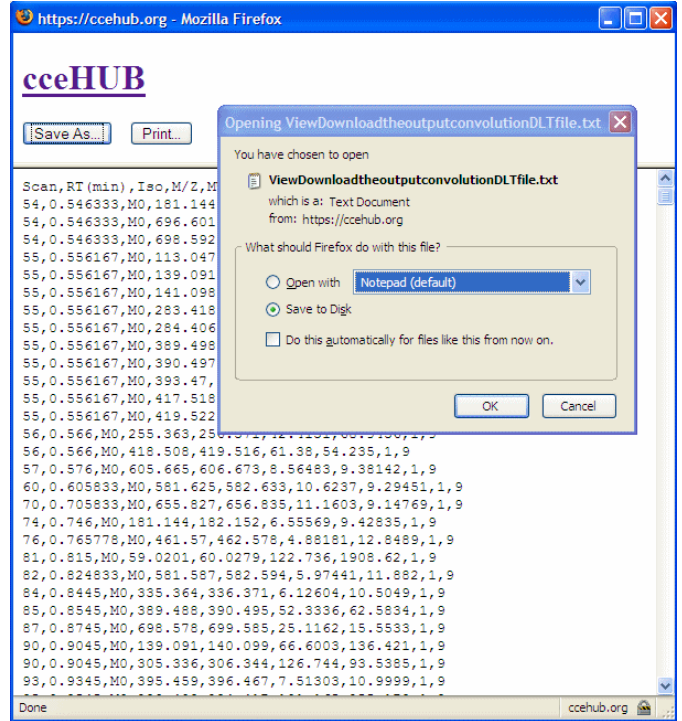 https://ccehub.org - Mozilla Firefox
cceHUB
Save As...
Print...
Opening ViewDownloadtheoutputconvolutionDLTfile.txt
You have chosen to open
ViewDownloadtheoutputconvolutionDLTfile.txt
which is a: Text Document
from: https://ccehub.org
What should Firefox do with this file?
Open with
Notepad (default)
Save to Disk
Do this automatically for files like this from now on.
OK
Cancel
Scan,RT(min),Iso,M/Z,M
54,0.546333,M0,181.144
54,0.546333,M0,696.601
54,0.546333,M0,698.592
55,0.556167,M0,113.047
55,0.556167,M0,139.091
55,0.556167,M0,141.098
55,0.556167,M0,283.418
55,0.556167,M0,284.406
55,0.556167,M0,389.498
55,0.556167,M0,390.497
55,0.556167,M0,393.47,
55,0.556167,M0,417.518
55,0.556167,M0,419.522
56,0.566,M0,255.363,
56,0.566,M0,418.508,419.516,61.38,54.235,1,9
57,0.576,M0,605.665,606.673,8.56483,9.38142,1,9
60,0.605833,M0,581.625,582.633,10.6237,9.29451,1,9
70,0.705833,M0,655.827,656.835,11.1603,9.14769,1,9
74,0.746,M0,181.144,182.152,6.55569,9.42835,1,9
76,0.765778,M0,461.57,462.578,4.88181,12.8489,1,9
81,0.815,M0,59.0201,60.0279,122.736,1908.62,1,9
82,0.824833,M0,581.587,582.594,5.97441,11.882,1,9
84,0.8445,M0,335.364,336.371,6.12604,10.5049,1,9
85,0.8545,M0,389.488,390.495,52.3336,62.5834,1,9
87,0.8745,M0,698.578,699.585,25.1162,15.5533,1,9
90,0.9045,M0,139.091,140.099,66.6003,136.421,1,9
90,0.9045,M0,305.336,306.344,126.744,93.5385,1,9
93,0.9345,M0,395.459,396.467,7.51303,10.9999,1,9
Done
ccehub.org